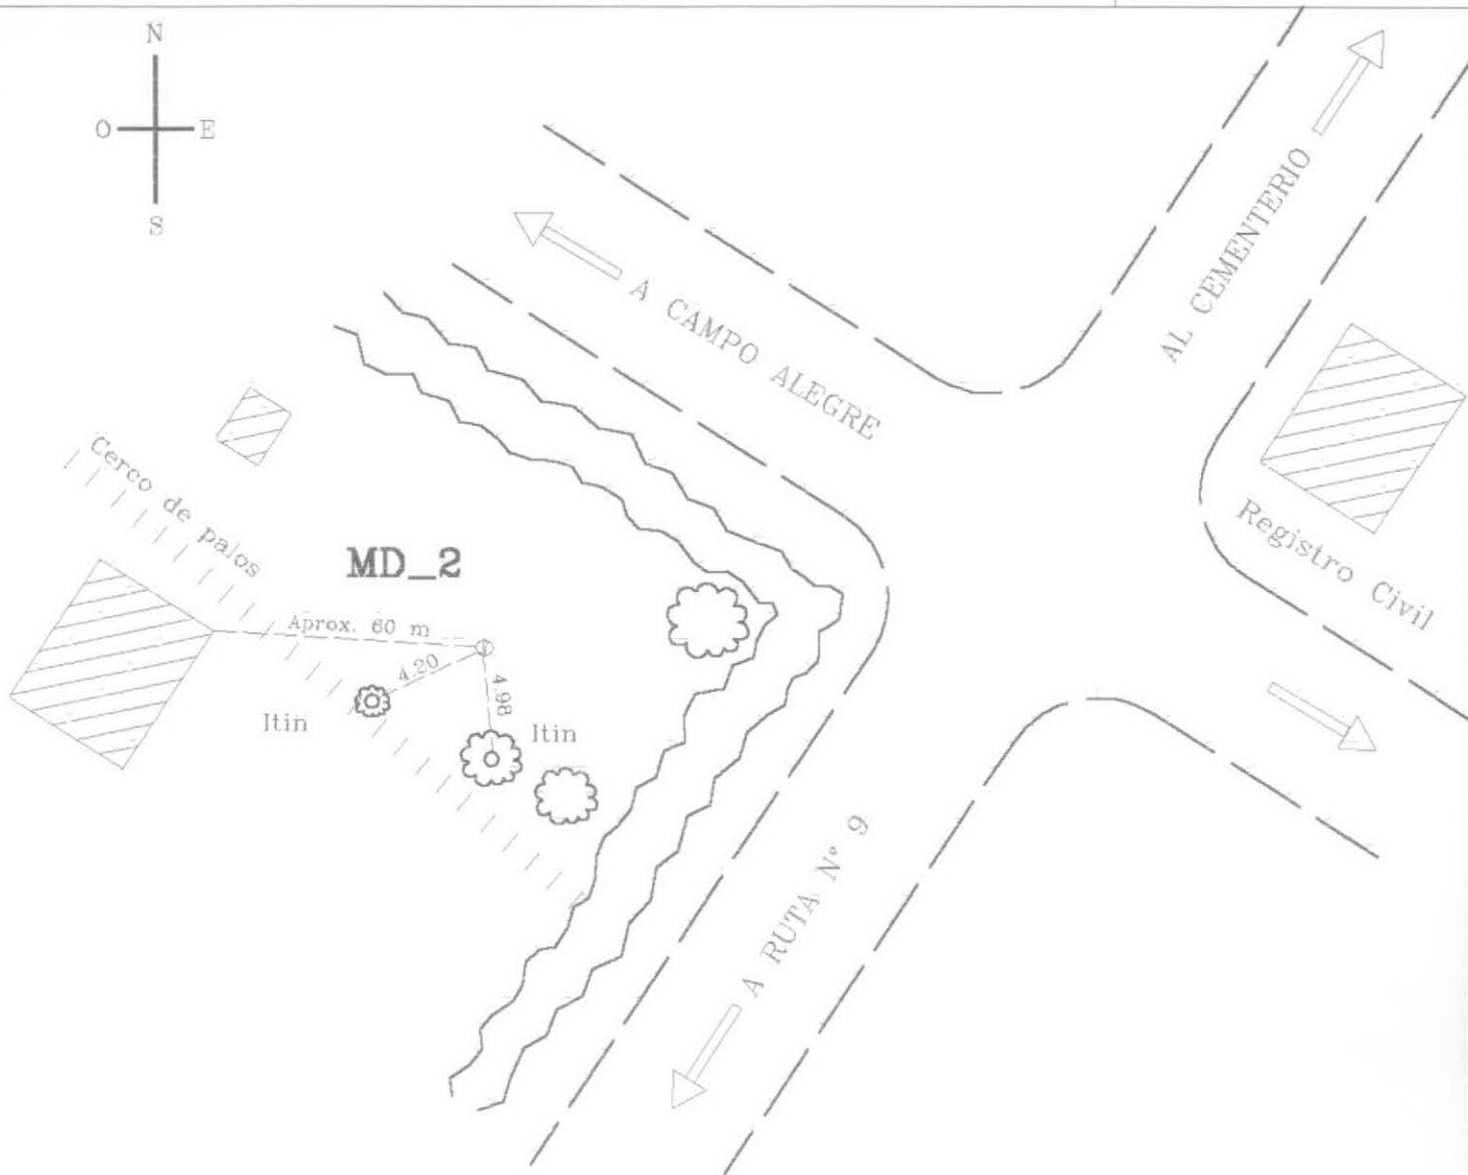 N
O E
S
A CAMPO ALEGRE
AL CEMENTERIO
Cerco de palos
MD_2
Registro Civil
Aprox. 60 m
4.20
4.98
Itin
Itin
A RUTA N° 9